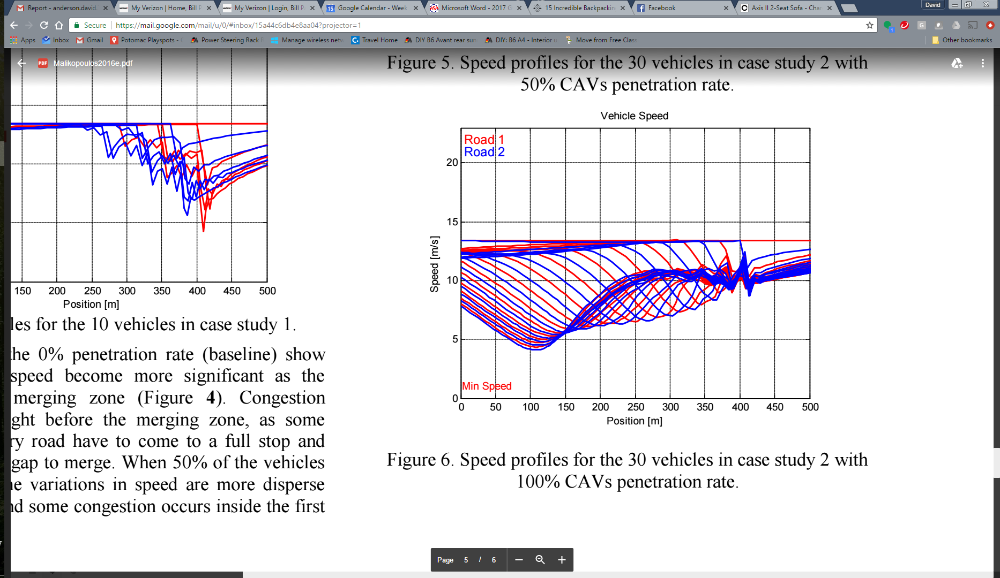 Report - anderson.david.
My Verizon | Home, Bill P
My Verizon | Login, Bill P
Google Calendar - Week
Microsoft Word - 2017 G
15 Incredible Backpackin
Facebook
Axis II 2-Seat Sofa - Char
David
Secure
https://mail.google.com/mail/u/0/#inbox/15a44c6db4e8aa04?projector=1
Apps
Inbox
Gmail
Potomac Playspots -
Power Steering Rack F
Manage wireless netw
Travel Home
DIY B6 Avant rear sun
DIY: B6 A4 - Interior u
Move from Free Class
Other bookmarks
PDF
Malikopoulos2016e.pdf
150 200 250 300 350 400 450 500
Position [m]
les for the 10 vehicles in case study 1.
the 0% penetration rate (baseline) show
speed become more significant as the
merging zone (Figure 4). Congestion
ght before the merging zone, as some
ry road have to come to a full stop and
gap to merge. When 50% of the vehicles
e variations in speed are more disperse
nd some congestion occurs inside the first
Figure 5. Speed profiles for the 30 vehicles in case study 2 with
50% CAVs penetration rate.
Vehicle Speed
Road 1
Road 2
20
15
10
5
0
Speed [m/s]
Min Speed
0 50 100 150 200 250 300 350 400 450 500
Position [m]
Figure 6. Speed profiles for the 30 vehicles in case study 2 with
100% CAVs penetration rate.
Page 5 / 6